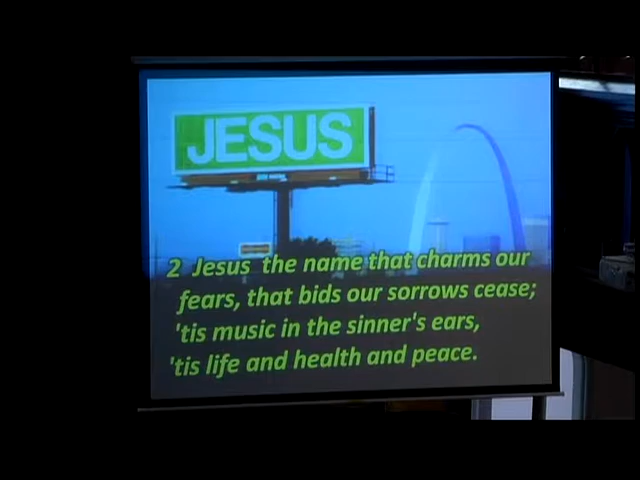 JESUS
2 Jesus the name that charms our
fears, that bids our sorrows cease;
'tis music in the sinner's ears,
'tis life and health and peace.